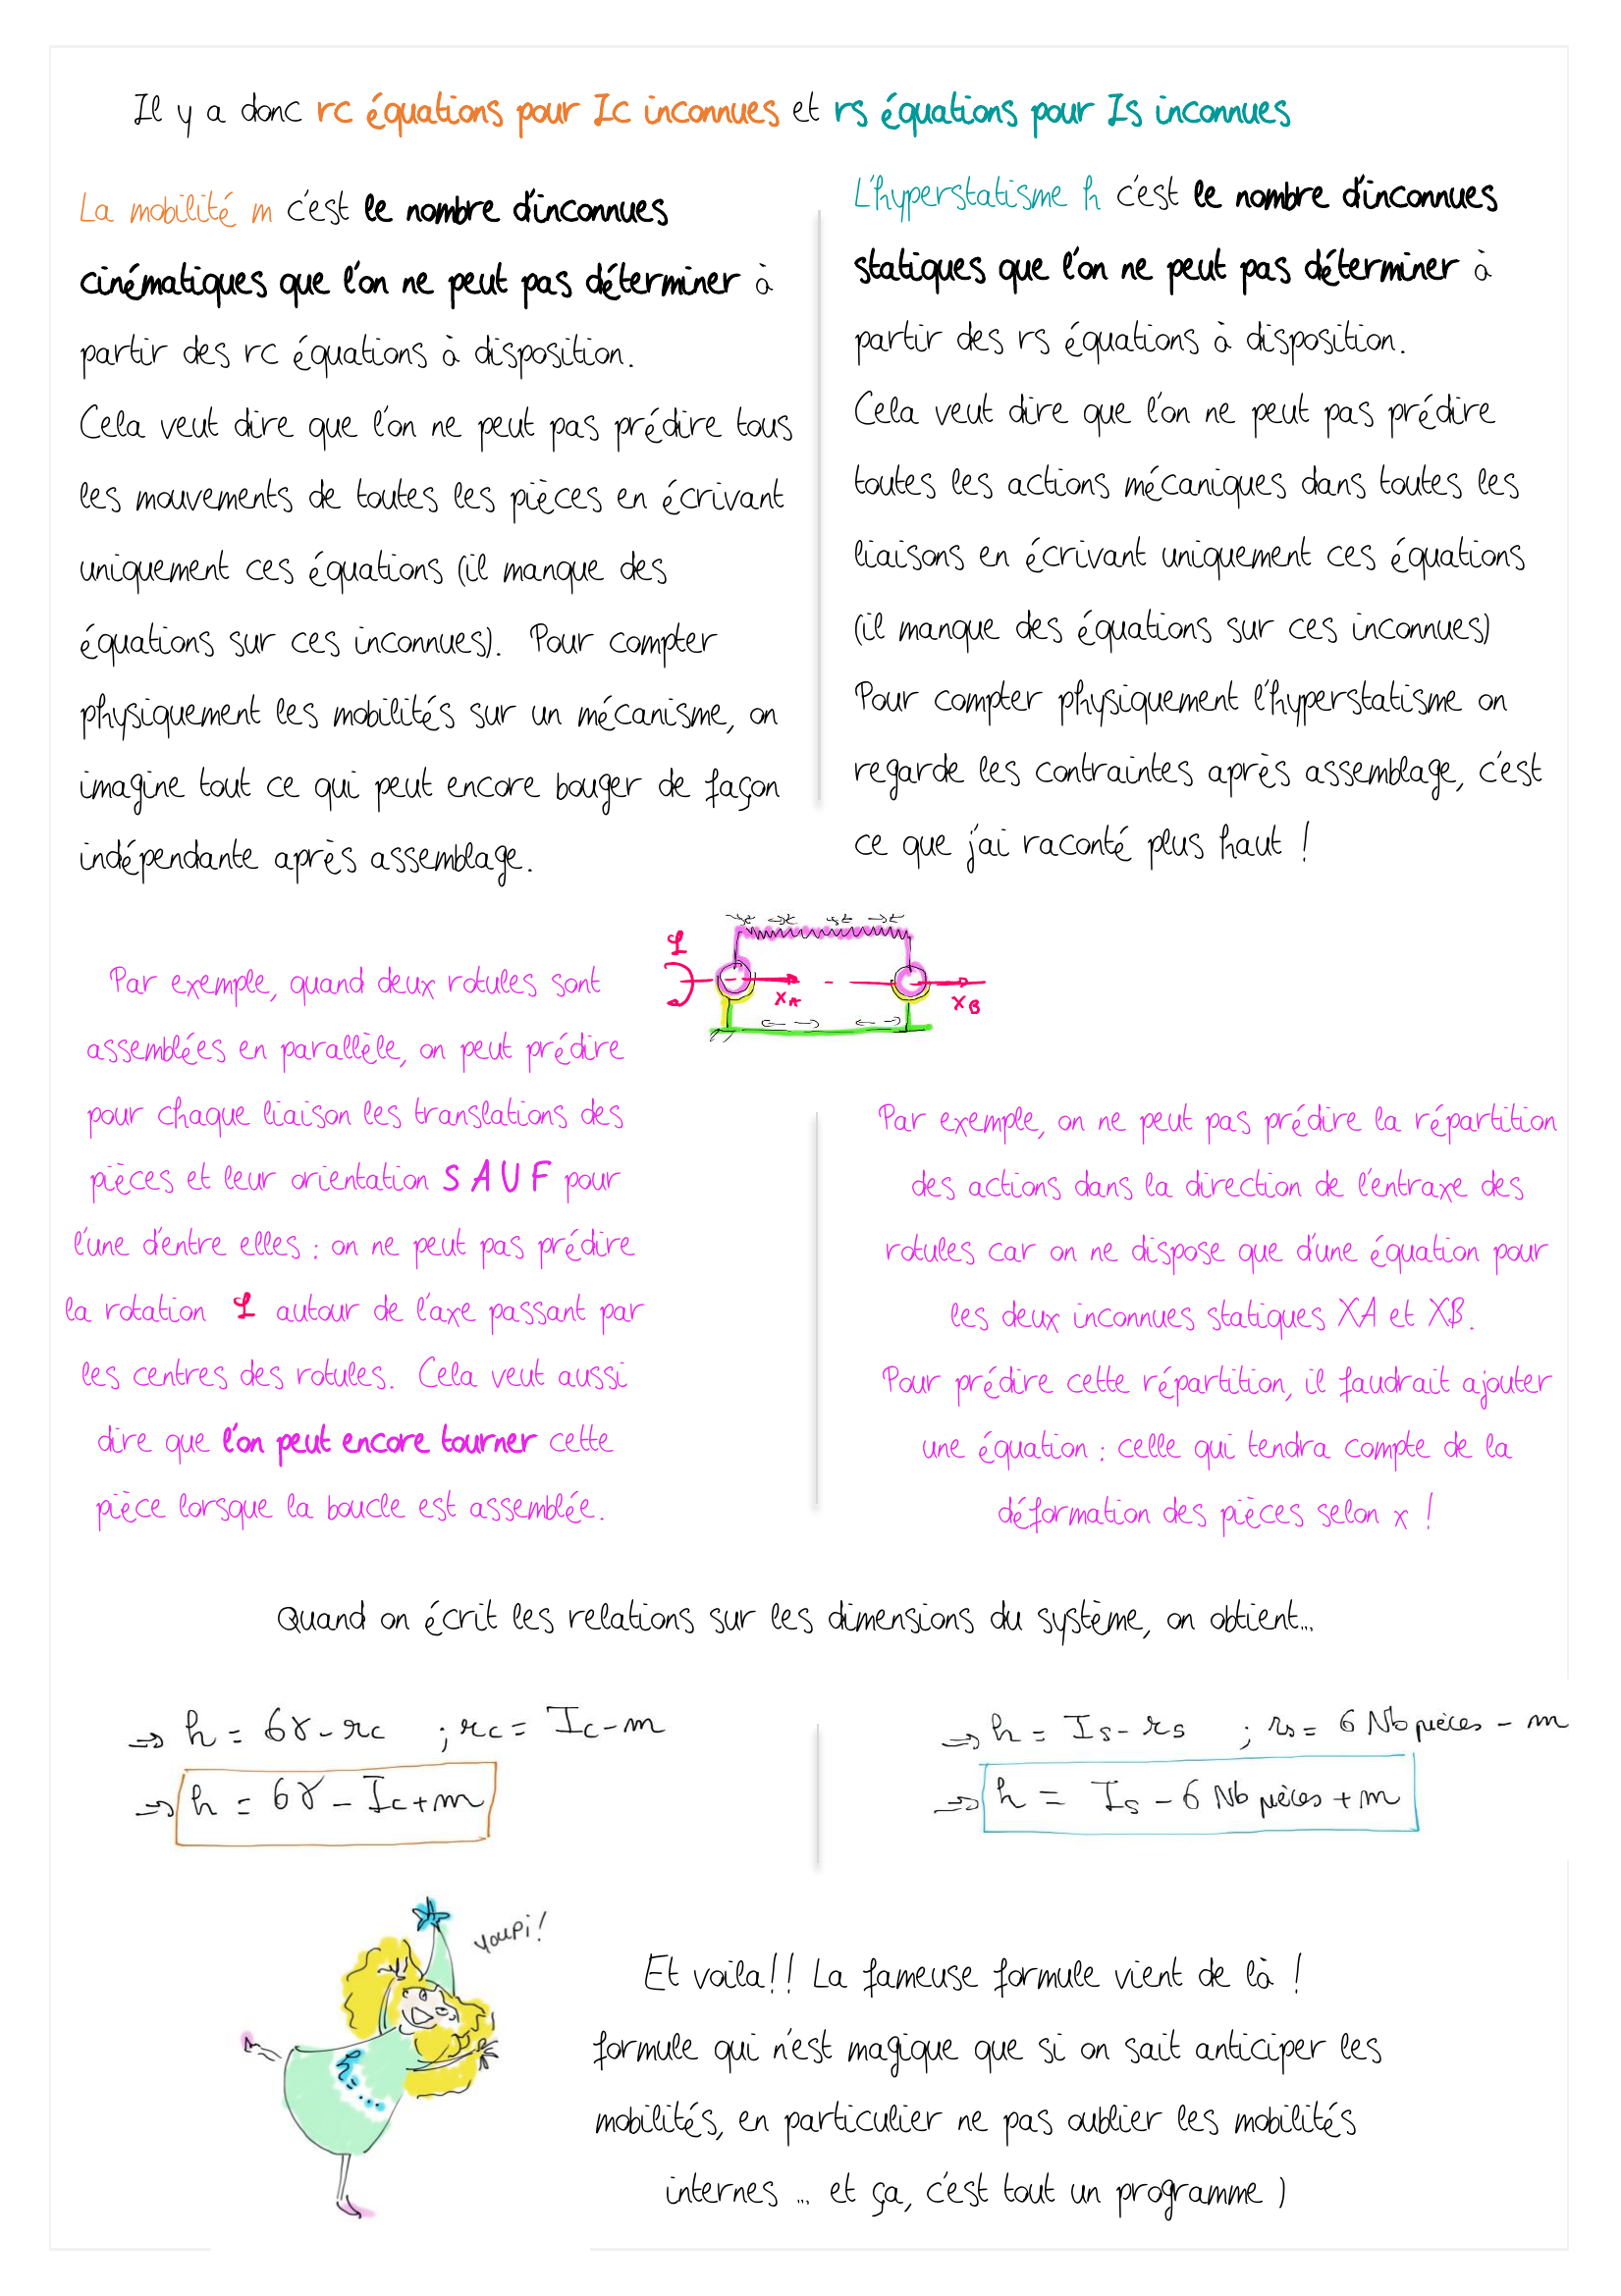 Il y a donc rc équations pour Ic inconnues et rs équations pour Is inconnues
La mobilité m c'est le nombre d'inconnues
cinématiques que l'on ne peut pas déterminer à
partir des rc équations à disposition.
Cela veut dire que l'on ne peut pas prédire tous
les mouvements de toutes les pièces en écrivant
uniquement ces équations (il manque des
équations sur ces inconnues). Pour compter
physiquement les mobilités sur un mécanisme, on
imagine tout ce qui peut encore bouger de façon
indépendante après assemblage.
L'hyperstatisme h c'est le nombre d'inconnues
statiques que l'on ne peut pas déterminer à
partir des rs équations à disposition.
Cela veut dire que l'on ne peut pas prédire
toutes les actions mécaniques dans toutes les
liaisons en écrivant uniquement ces équations
(il manque des équations sur ces inconnues)
Pour compter physiquement l'hyperstatisme on
regarde les contraintes après assemblage, c'est
ce que j'ai raconté plus haut !
XA
XB
Par exemple, quand deux rotules sont
assemblées en parallèle, on peut prédire
pour chaque liaison les translations des
pièces et leur orientation SAUF pour
l'une d'entre elles : on ne peut pas prédire
la rotation autour de l'axe passant par
les centres des rotules. Cela veut aussi
dire que l'on peut encore tourner cette
pièce lorsque la boucle est assemblée.
Par exemple, on ne peut pas prédire la répartition
des actions dans la direction de l'entraxe des
rotules car on ne dispose que d'une équation pour
les deux inconnues statiques XA et XB.
Pour prédire cette répartition, il faudrait ajouter
une équation : celle qui tendra compte de la
déformation des pièces selon x !
Quand on écrit les relations sur les dimensions du système, on obtient...
⇒ h = 6γ - rc ; rc = Ic - m
⇒ h = 6γ - Ic + m
⇒ h = Is - rs ; rs = 6 Nb pièces - m
⇒ h = Is - 6 Nb pièces + m
youpi!
h=...
Et voila!! La fameuse formule vient de là !
formule qui n'est magique que si on sait anticiper les
mobilités, en particulier ne pas oublier les mobilités
internes ... et ça, c'est tout un programme )